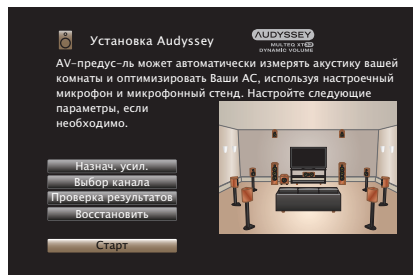 Установка Audyssey
AUDYSSEY
MULTEQ XT32
DYNAMIC VOLUME
AV-предус-ль может автоматически измерять акустику вашей
комнаты и оптимизировать Ваши АС, используя настроечный
микрофон и микрофонный стенд. Настройте следующие
параметры, если
необходимо.
Назнач. усил.
Выбор канала
Проверка результатов
Восстановить
Старт